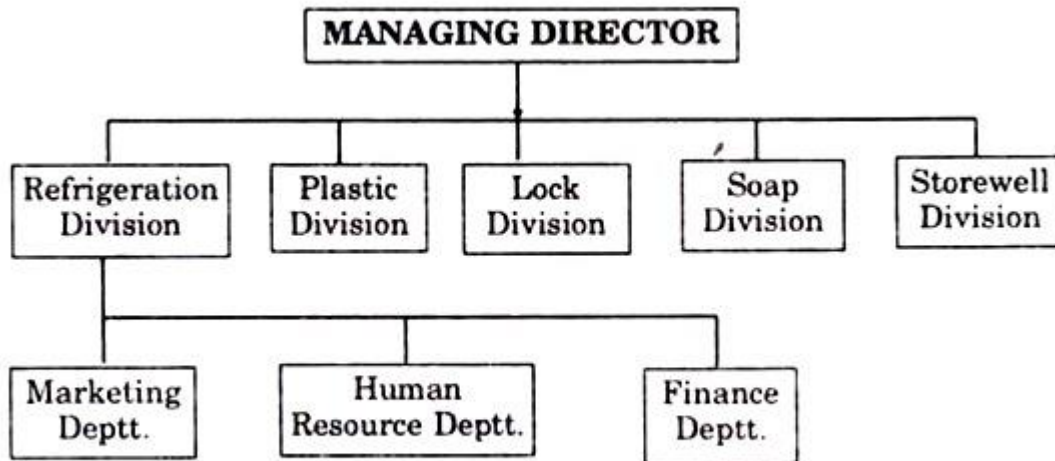 MANAGING DIRECTOR
Refrigeration
Division
Plastic
Division
Lock
Division
Soap
Division
Storewell
Division
Marketing
Deptt.
Human
Resource Deptt.
Finance
Deptt.